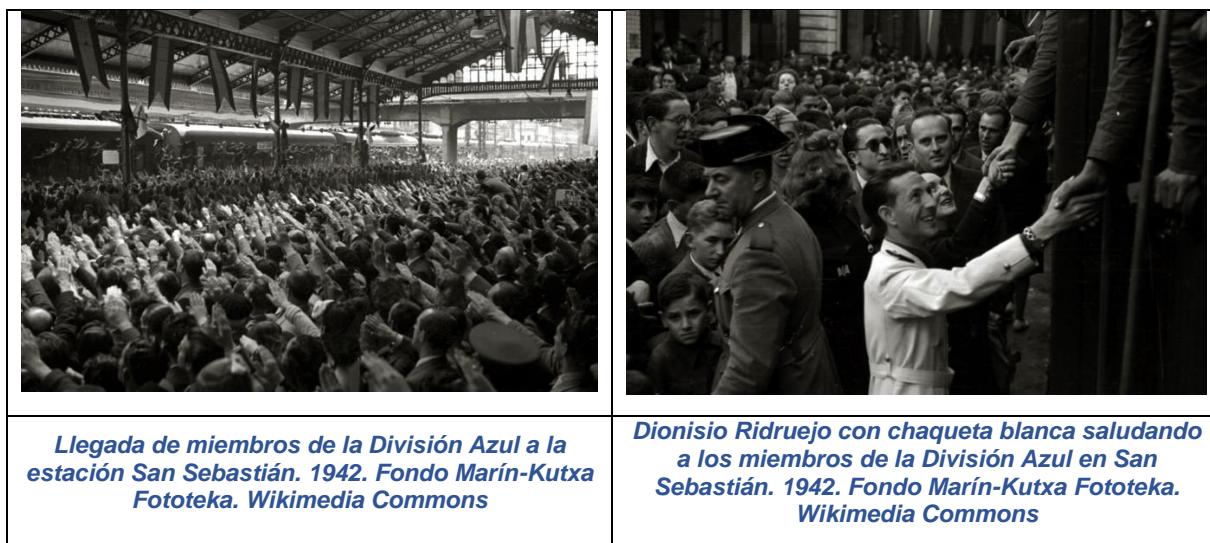 Llegada de miembros de la División Azul a la
estación San Sebastián. 1942. Fondo Marín-Kutxa
Fototeka. Wikimedia Commons
Dionisio Ridruejo con chaqueta blanca saludando
a los miembros de la División Azul en San
Sebastián. 1942. Fondo Marín-Kutxa Fototeka.
Wikimedia Commons